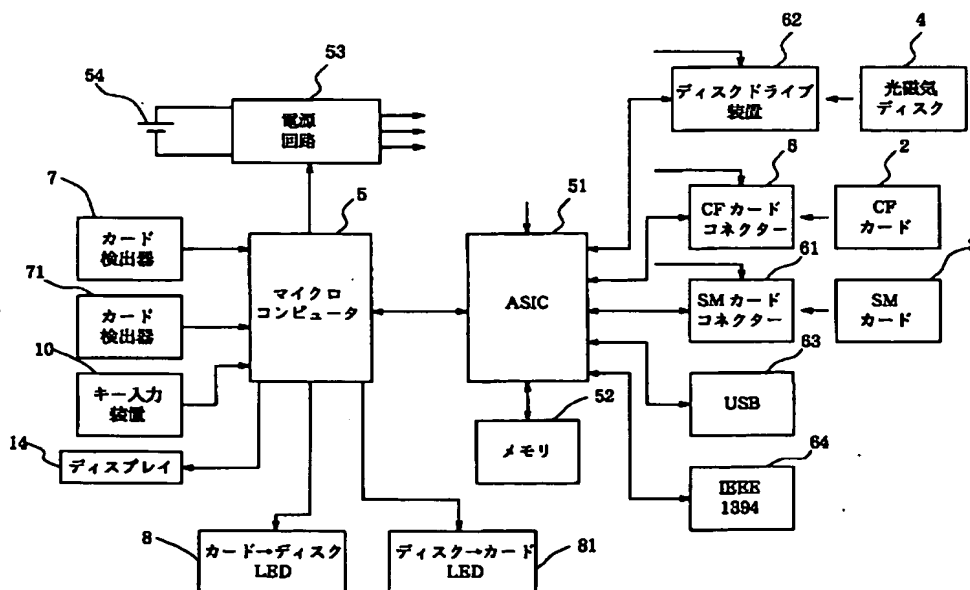 62
4
53
54
ディスクドライブ
装置
光磁気
ディスク
電源
回路
8
2
7
5
51
CF カード
コネクター
CF
カード
カード
検出器
61
71
マイクロ
コンピュータ
ASIC
SM カード
コネクター
SM
カード
カード
検出器
10
63
キー入力
装置
USB
52
14
ディスプレイ
メモリ
64
IEEE
1394
カード→ディスク
LED
8
ディスク→カード
LED
81